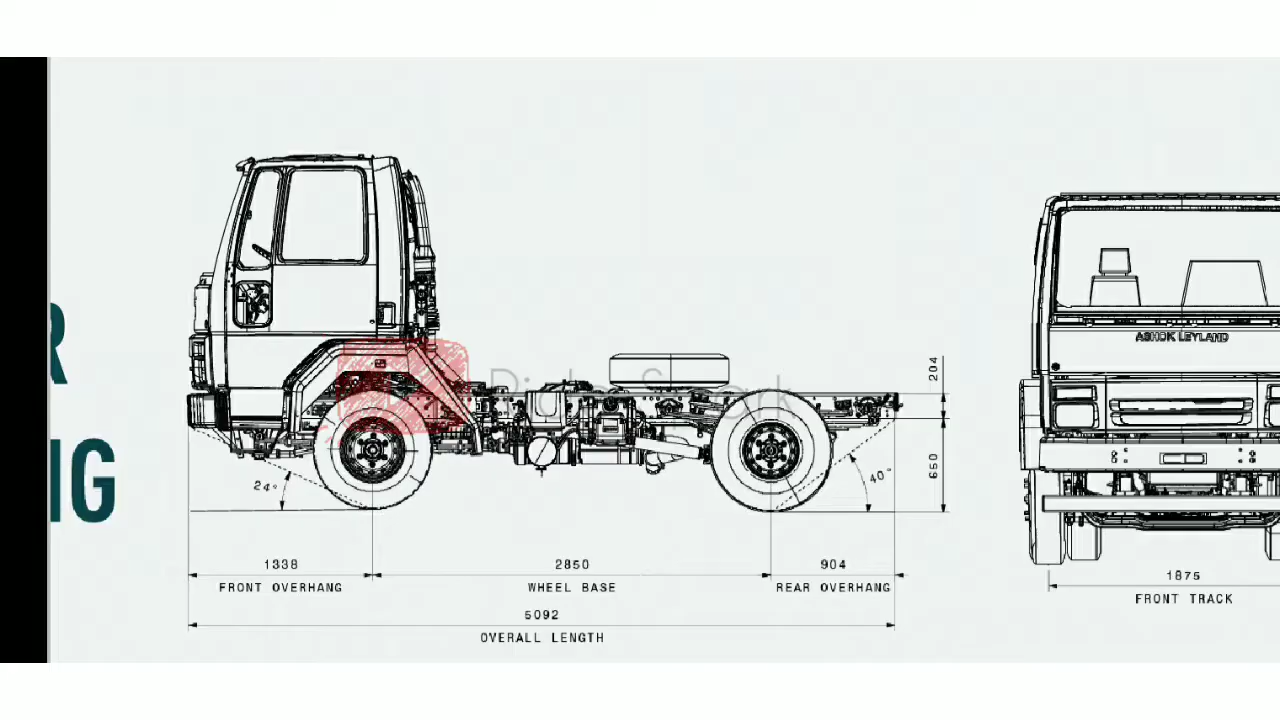 R
IG
24°
40°
204
650
1338
FRONT OVERHANG
2850
WHEEL BASE
904
REAR OVERHANG
5092
OVERALL LENGTH
ASHOK LEYLAND
1875
FRONT TRACK